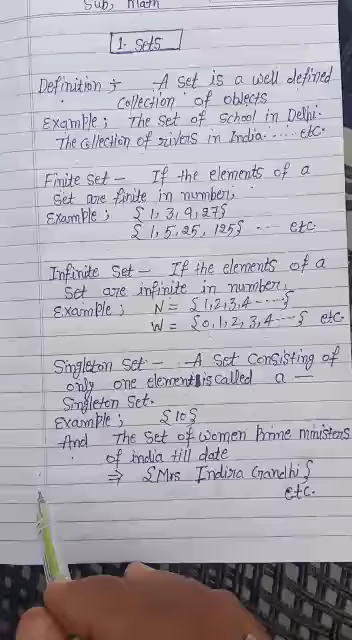 Sub, Math
1. Sets
Definition :- A set is a well defined
collection of objects
Example ; The set of school in Delhi.
The collection of rivers in India..... etc.
Finite set - If the elements of a
set are finite in number.
Example ; {1, 3, 9, 27}
{1, 5, 25, 125} ... etc
Infinite Set - If the elements of a
Set are infinite in number.
Example ; N = {1, 2, 3, 4 ----}
W = {0, 1, 2, 3, 4 ---} etc.
Singleton Set - A Set Consisting of
only one element is called a —
Singleton Set.
Example ; {10}
And The Set of Women Prime ministers
of india till date
⇒ {Mrs Indira Gandhi}
etc.